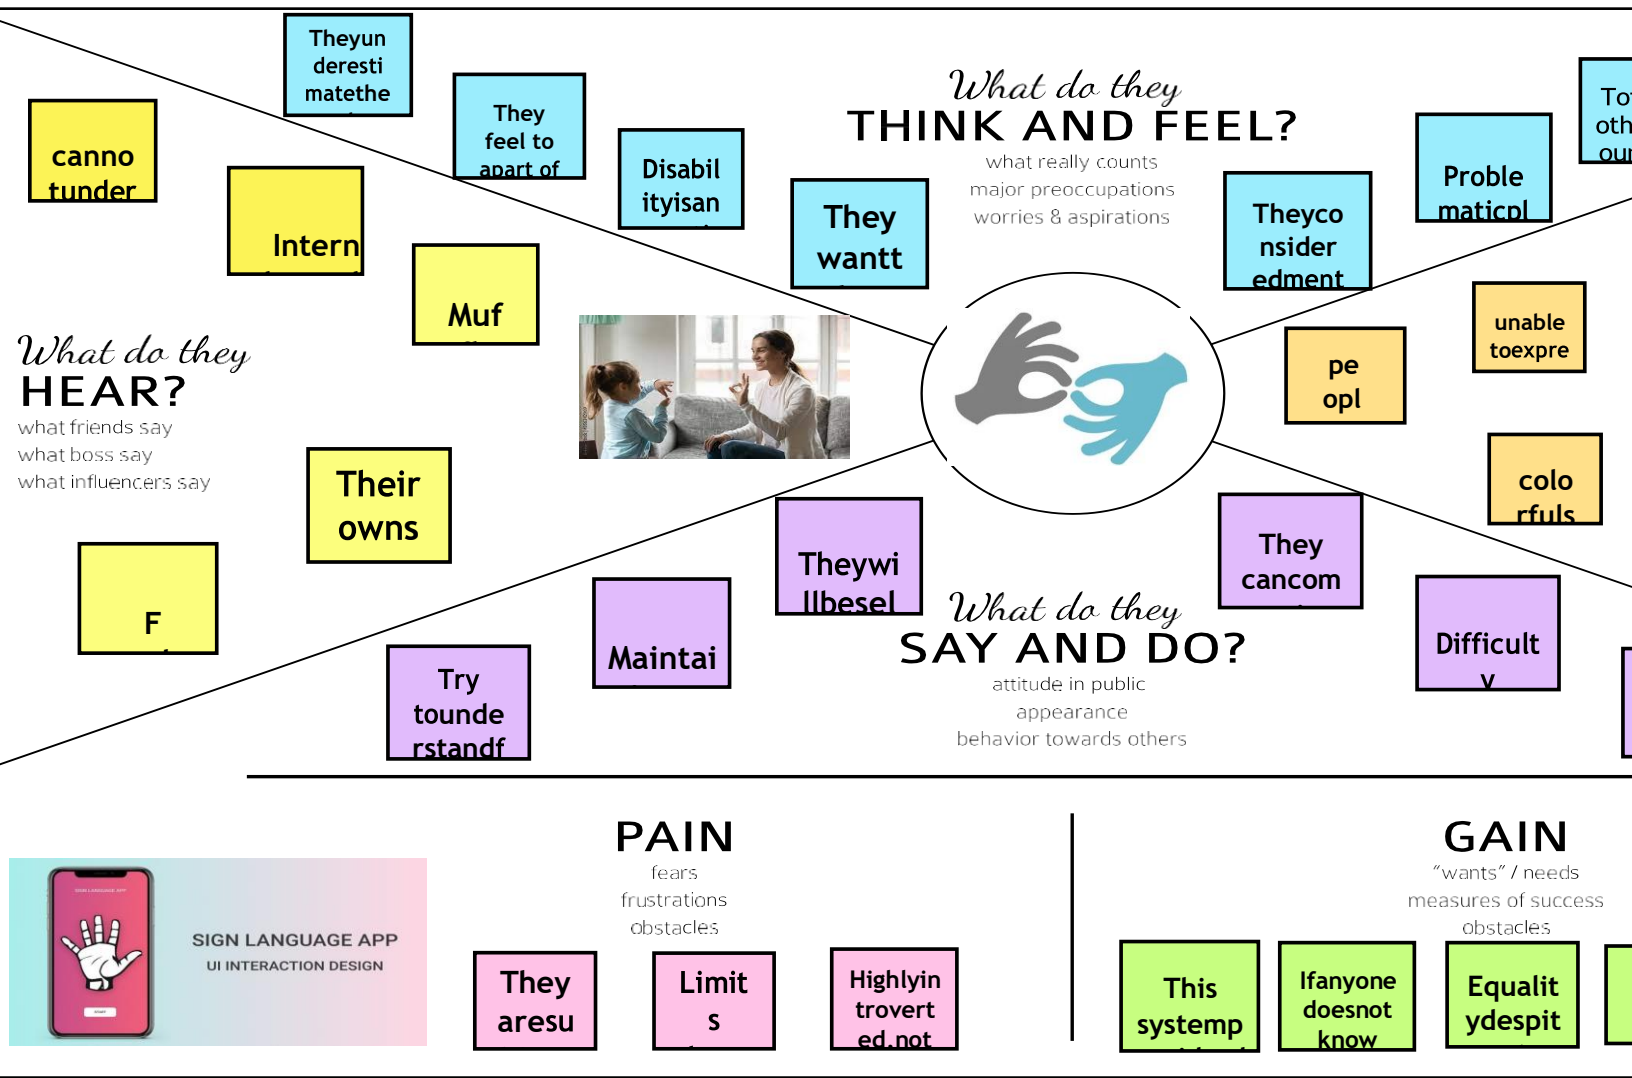 Theyun
deresti
matethe
They
feel to
apart of
Disabil
ityisan
They
wantt
What do they
THINK AND FEEL?
what really counts
major preoccupations
worries & aspirations
Theyco
nsider
edment
Proble
maticpl
oth
our
canno
tunder
Intern
Muf
What do they
HEAR?
what friends say
what boss say
what influencers say
Their
owns
F
pe
opl
unable
toexpre
colo
rfuls
Try
tounde
rstandf
Maintai
Theywi
llbesel
What do they
SAY AND DO?
attitude in public
appearance
behavior towards others
They
cancom
Difficult
y
SIGN LANGUAGE APP
SIGN LANGUAGE APP
UI INTERACTION DESIGN
PAIN
fears
frustrations
obstacles
They
aresu
Limit
s
Highlyin
trovert
ed.not
GAIN
“wants” / needs
measures of success
obstacles
This
systemp
Ifanyone
doesnot
know
Equalit
ydespit